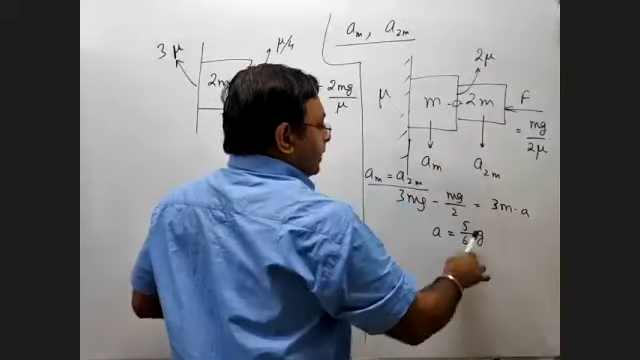 3 μ
μ/4
2m
2mg/μ
a_m , a_2m
μ
2μ
m
2m
F
= mg/2μ
a_m
a_2m
a_m = a_2m
3mg - mg/2 = 3m·a
a = 5/6 g